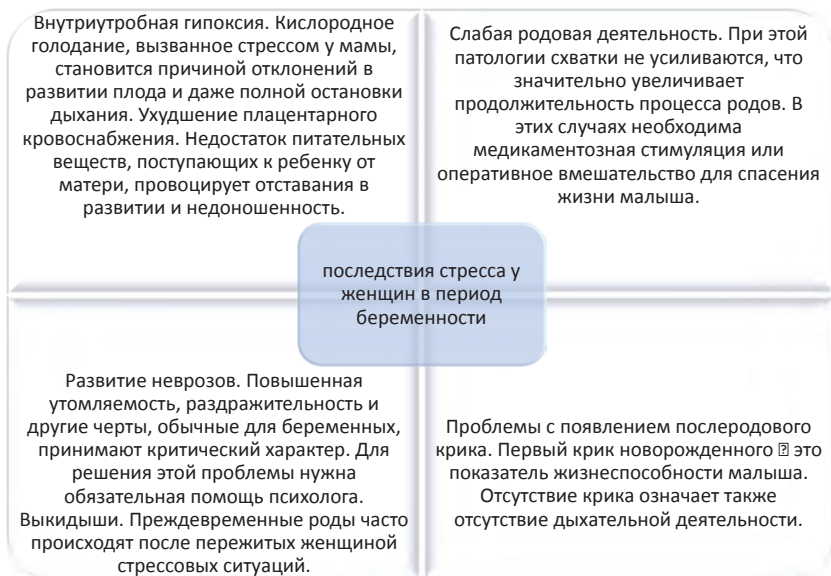 Внутриутробная гипоксия. Кислородное
голодание, вызванное стрессом у мамы,
становится причиной отклонений в
развитии плода и даже полной остановки
дыхания. Ухудшение плацентарного
кровоснабжения. Недостаток питательных
веществ, поступающих к ребенку от
матери, провоцирует отставания в
развитии и недоношенность.
Слабая родовая деятельность. При этой
патологии схватки не усиливаются, что
значительно увеличивает
продолжительность процесса родов. В
этих случаях необходима
медикаментозная стимуляция или
оперативное вмешательство для спасения
жизни малыша.
последствия стресса у
женщин в период
беременности
Развитие неврозов. Повышенная
утомляемость, раздражительность и
другие черты, обычные для беременных,
принимают критический характер. Для
решения этой проблемы нужна
обязательная помощь психолога.
Выкидыши. Преждевременные роды часто
происходят после пережитых женщиной
стрессовых ситуаций.
Проблемы с появлением послеродового
крика. Первый крик новорожденного это
показатель жизнеспособности малыша.
Отсутствие крика означает также
отсутствие дыхательной деятельности.